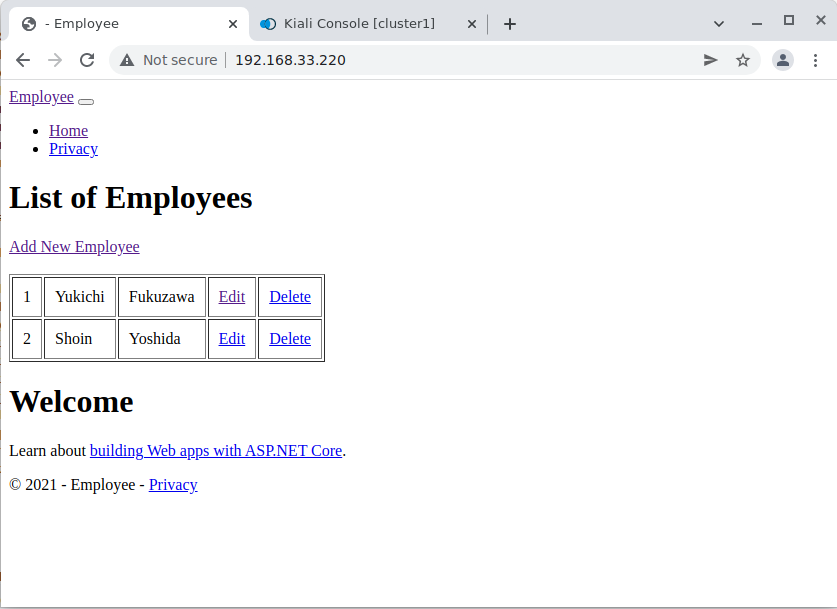 - Employee
Kiali Console [cluster1]
Not secure
192.168.33.220
Employee
Home
Privacy
List of Employees
Add New Employee
1 Yukichi Fukuzawa Edit Delete
2 Shoin Yoshida Edit Delete
Welcome
Learn about building Web apps with ASP.NET Core.
© 2021 - Employee - Privacy